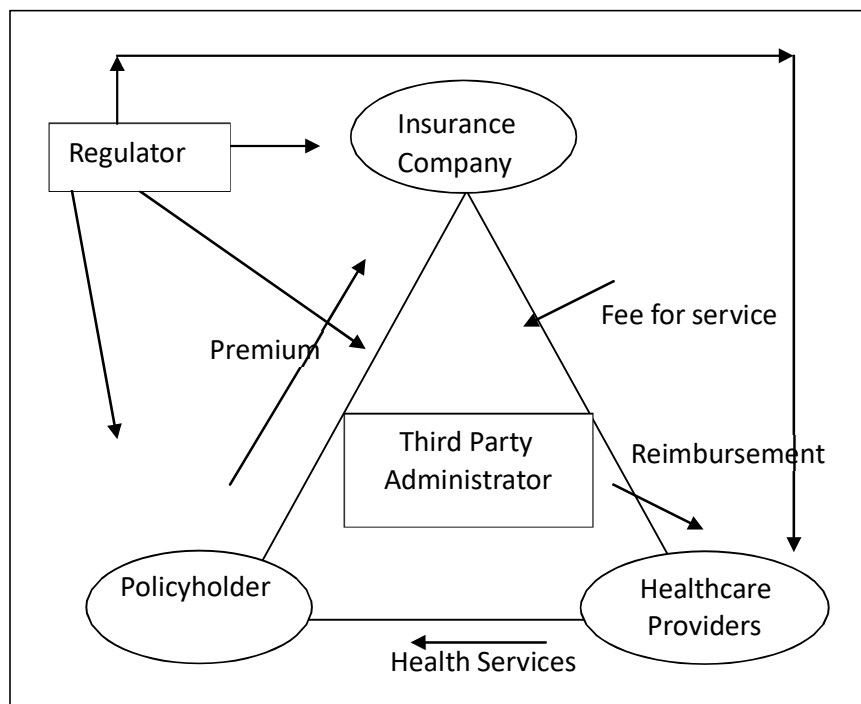 Insurance
Company
Regulator
Fee for service
Premium
Third Party
Administrator
Reimbursement
Policyholder
Healthcare
Providers
Health Services